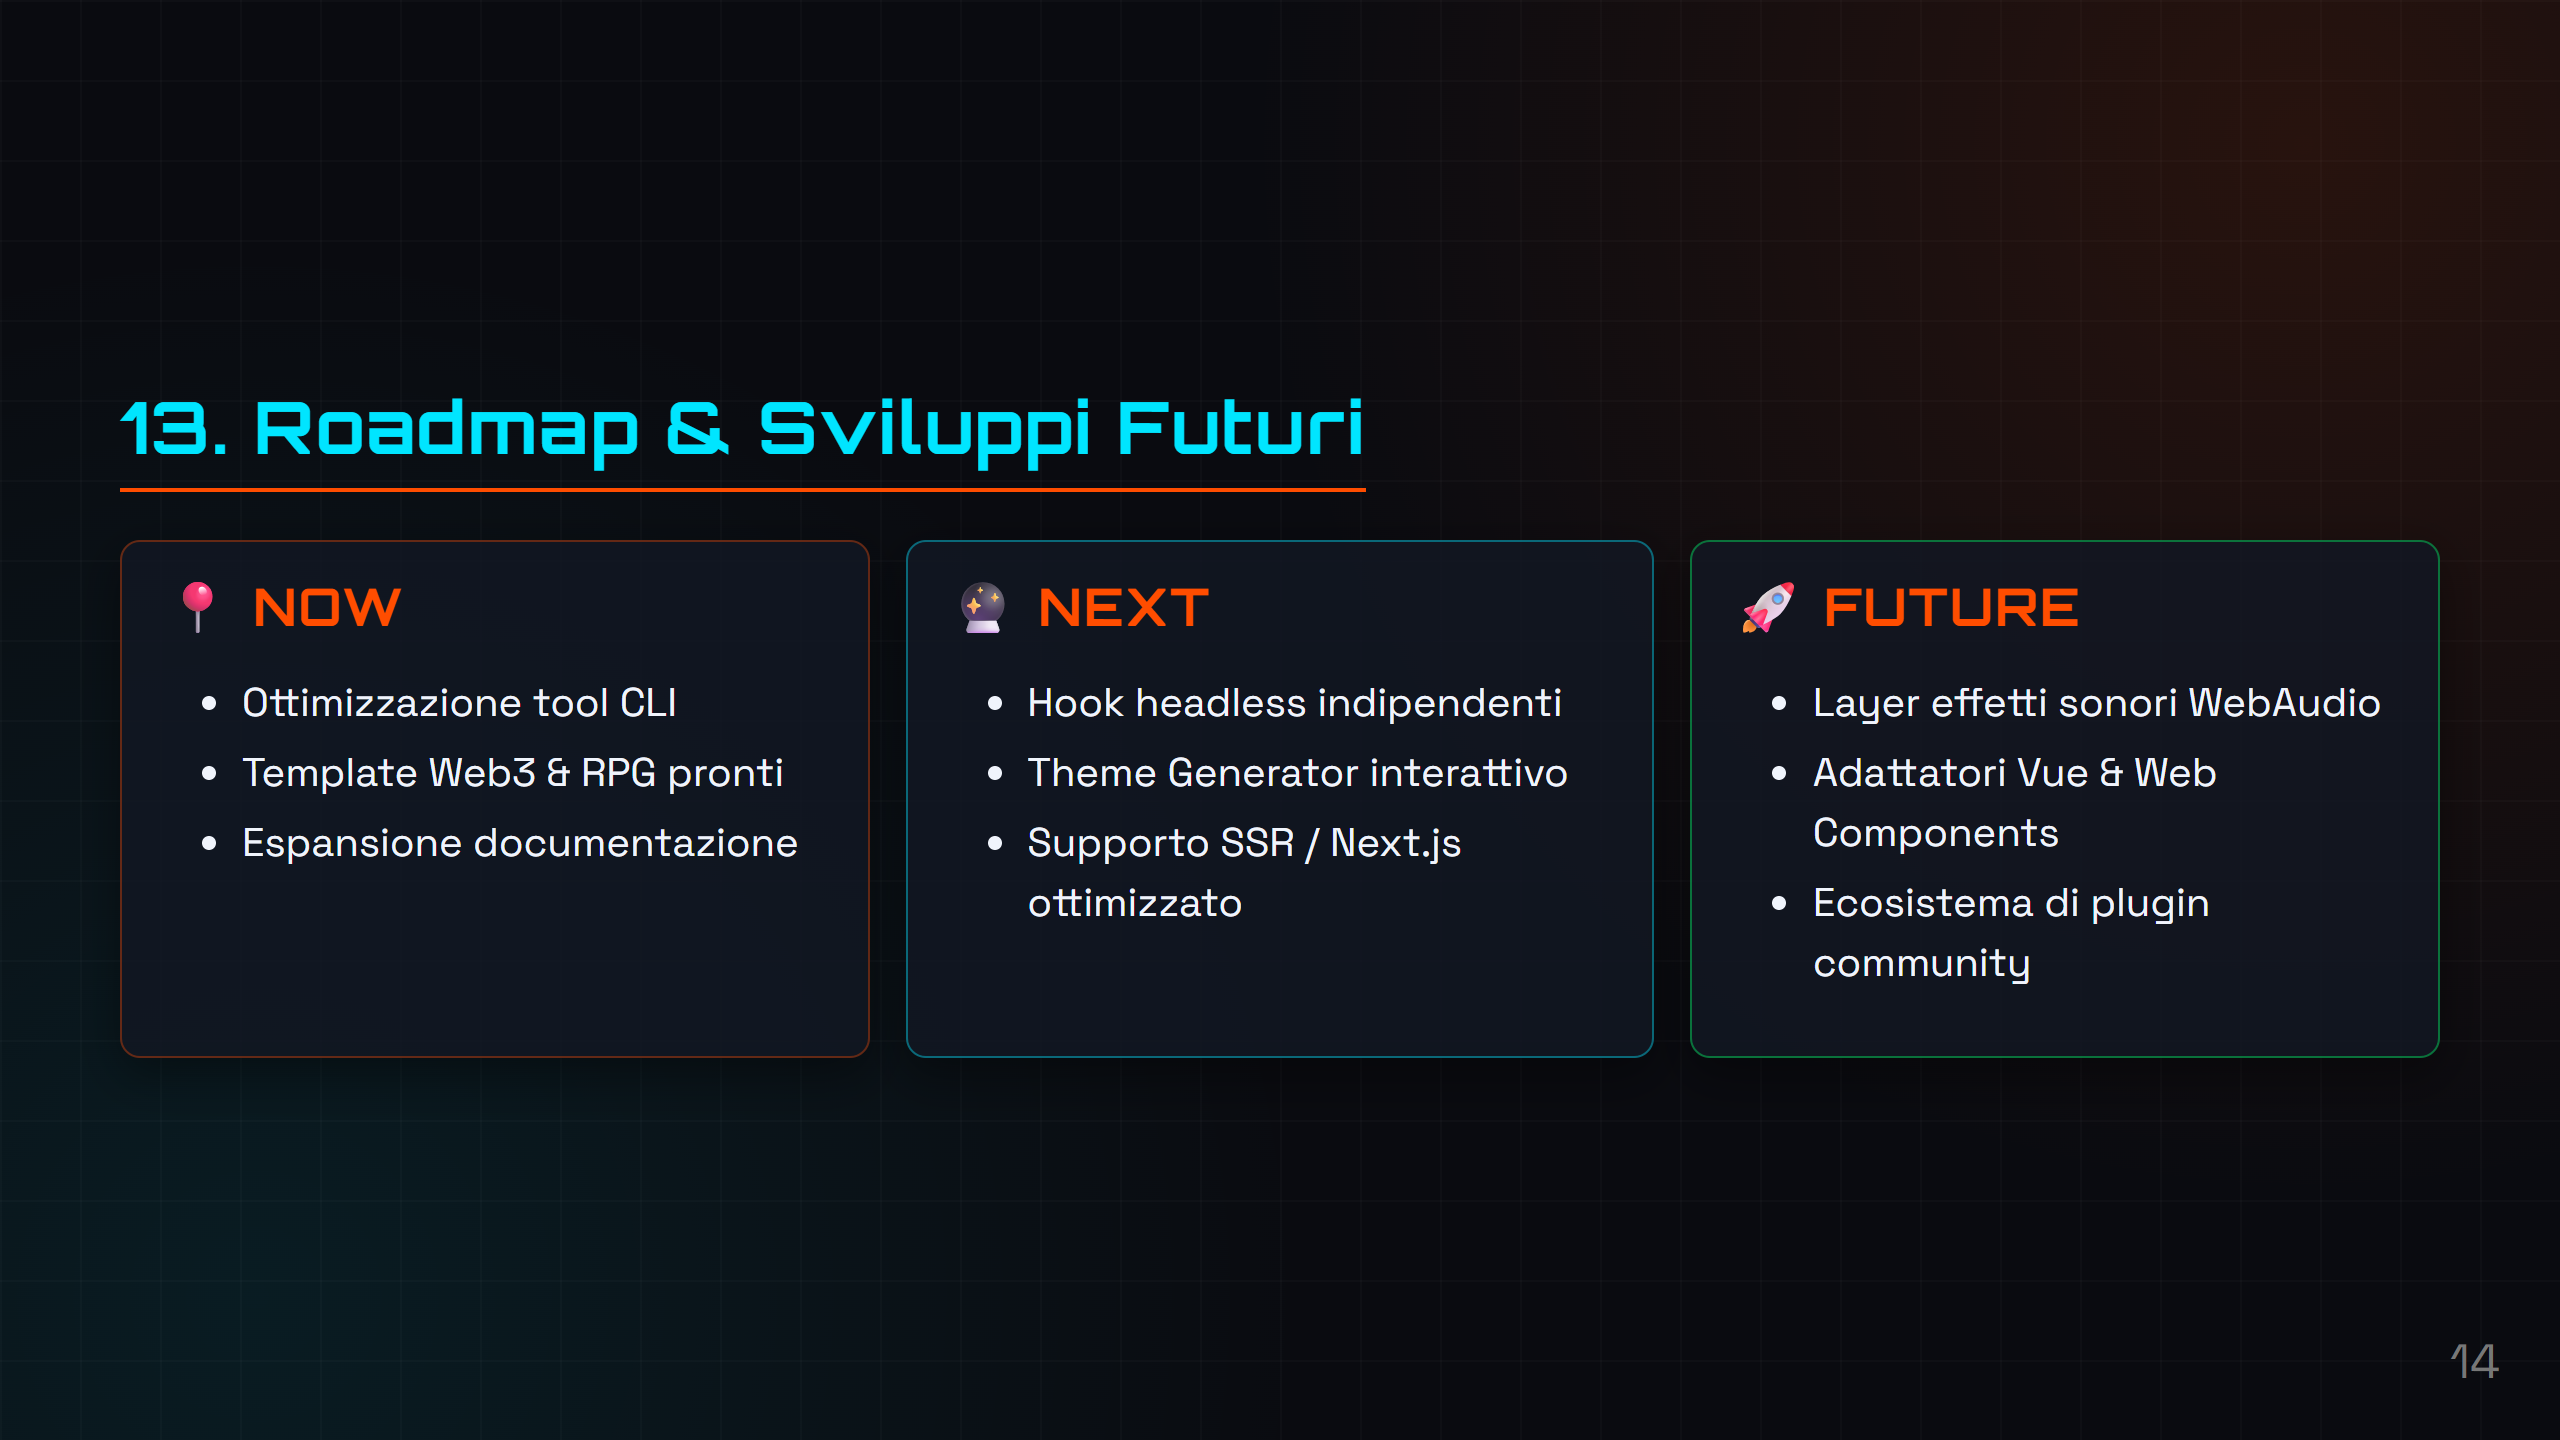 13. Roadmap & Sviluppi Futuri
NOW
Ottimizzazione tool CLI
Template Web3 & RPG pronti
Espansione documentazione
NEXT
Hook headless indipendenti
Theme Generator interattivo
Supporto SSR / Next.js
ottimizzato
FUTURE
Layer effetti sonori WebAudio
Adattatori Vue & Web
Components
Ecosistema di plugin
community
14